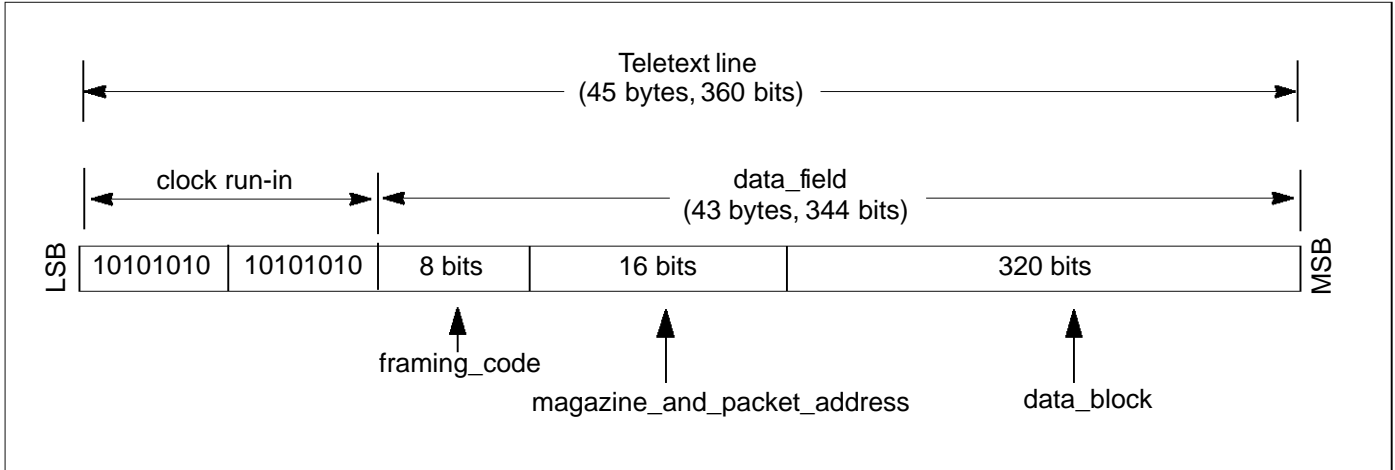 Teletext line
(45 bytes, 360 bits)
clock run-in
data_field
(43 bytes, 344 bits)
LSB
10101010
10101010
8 bits
16 bits
320 bits
MSB
framing_code
magazine_and_packet_address
data_block